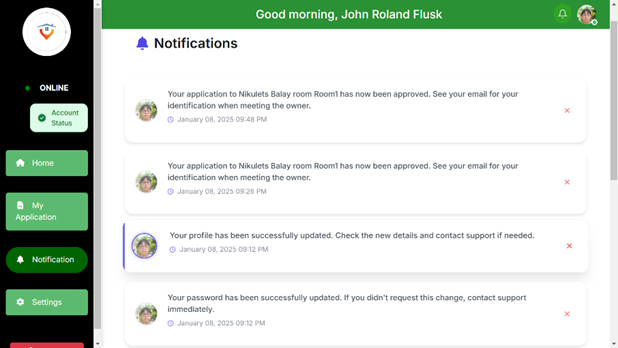 Good morning, John Roland Flusk
ONLINE
Account
Status
Home
My
Application
Notification
Settings
Notifications
Your application to Nikulets Balay room Room1 has now been approved. See your email for your
identification when meeting the owner.
January 08, 2025 09:48 PM
Your application to Nikulets Balay room Room1 has now been approved. See your email for your
identification when meeting the owner.
January 08, 2025 09:26 PM
Your profile has been successfully updated. Check the new details and contact support if needed.
January 08, 2025 09:12 PM
Your password has been successfully updated. If you didn't request this change, contact support
immediately.
January 08, 2025 09:12 PM